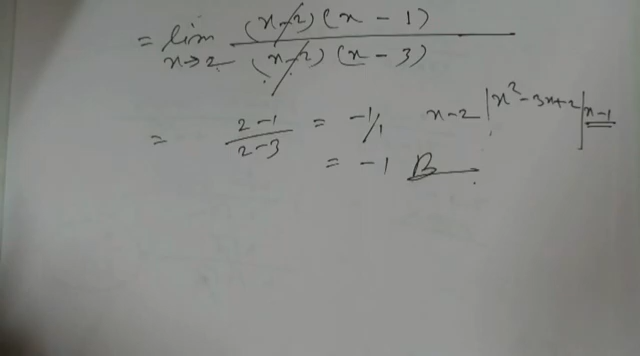 = lim (x-2)(x-1) / (x-2)(x-3)
x→2
= 2-1 / 2-3 = -1/1
x-2 | x² - 3x+2 | x-1
= -1 B